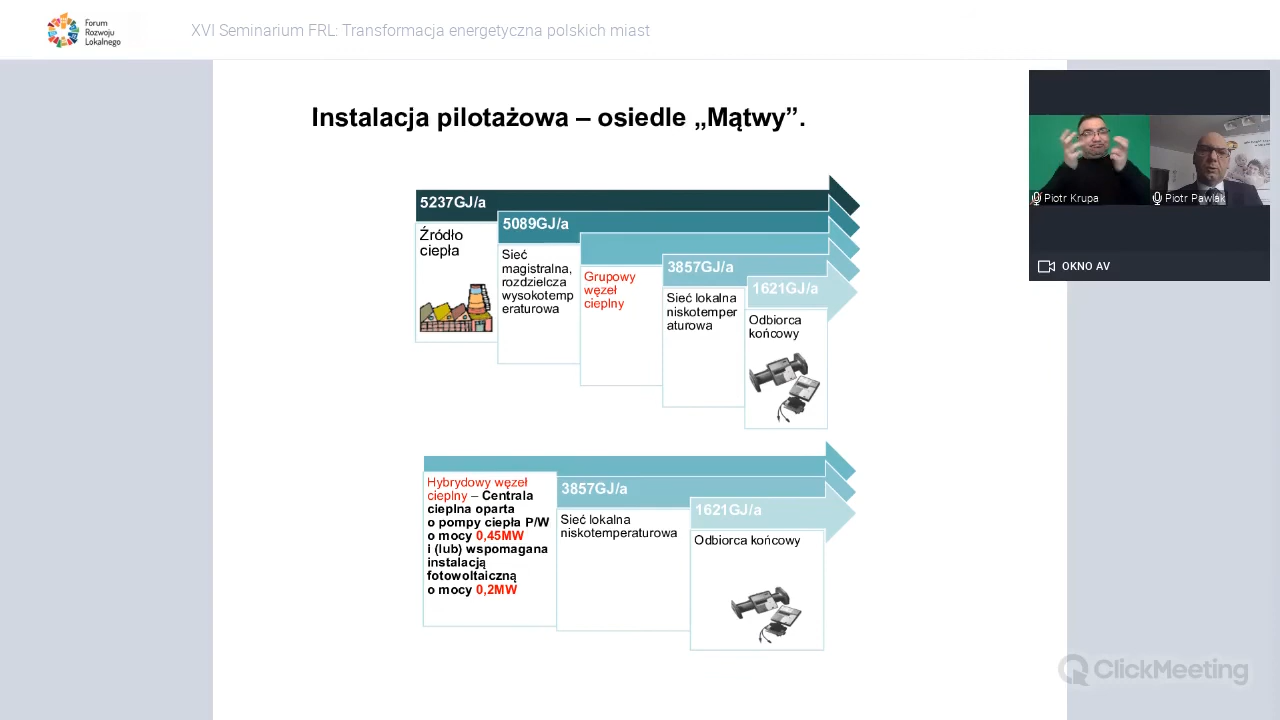 Forum
Rozwoju
Lokalnego
XVI Seminarium FRL: Transformacja energetyczna polskich miast
Instalacja pilotażowa – osiedle „Mątwy”.
5237GJ/a
Źródło
ciepła
5089GJ/a
Sieć
magistralna,
rozdzielcza
wysokotemp
eraturowa
Grupowy
węzeł
cieplny
3857GJ/a
Sieć lokalna
niskotemper
aturowa
1621GJ/a
Odbiorca
końcowy
Hybrydowy węzeł
cieplny – Centrala
cieplna oparta
o pompy ciepła P/W
o mocy 0,45MW
i (lub) wspomagana
instalacją
fotowoltaiczną
o mocy 0,2MW
3857GJ/a
Sieć lokalna
niskotemperaturowa
1621GJ/a
Odbiorca końcowy
Piotr Krupa
Piotr Pawlak
OKNO AV
ClickMeeting